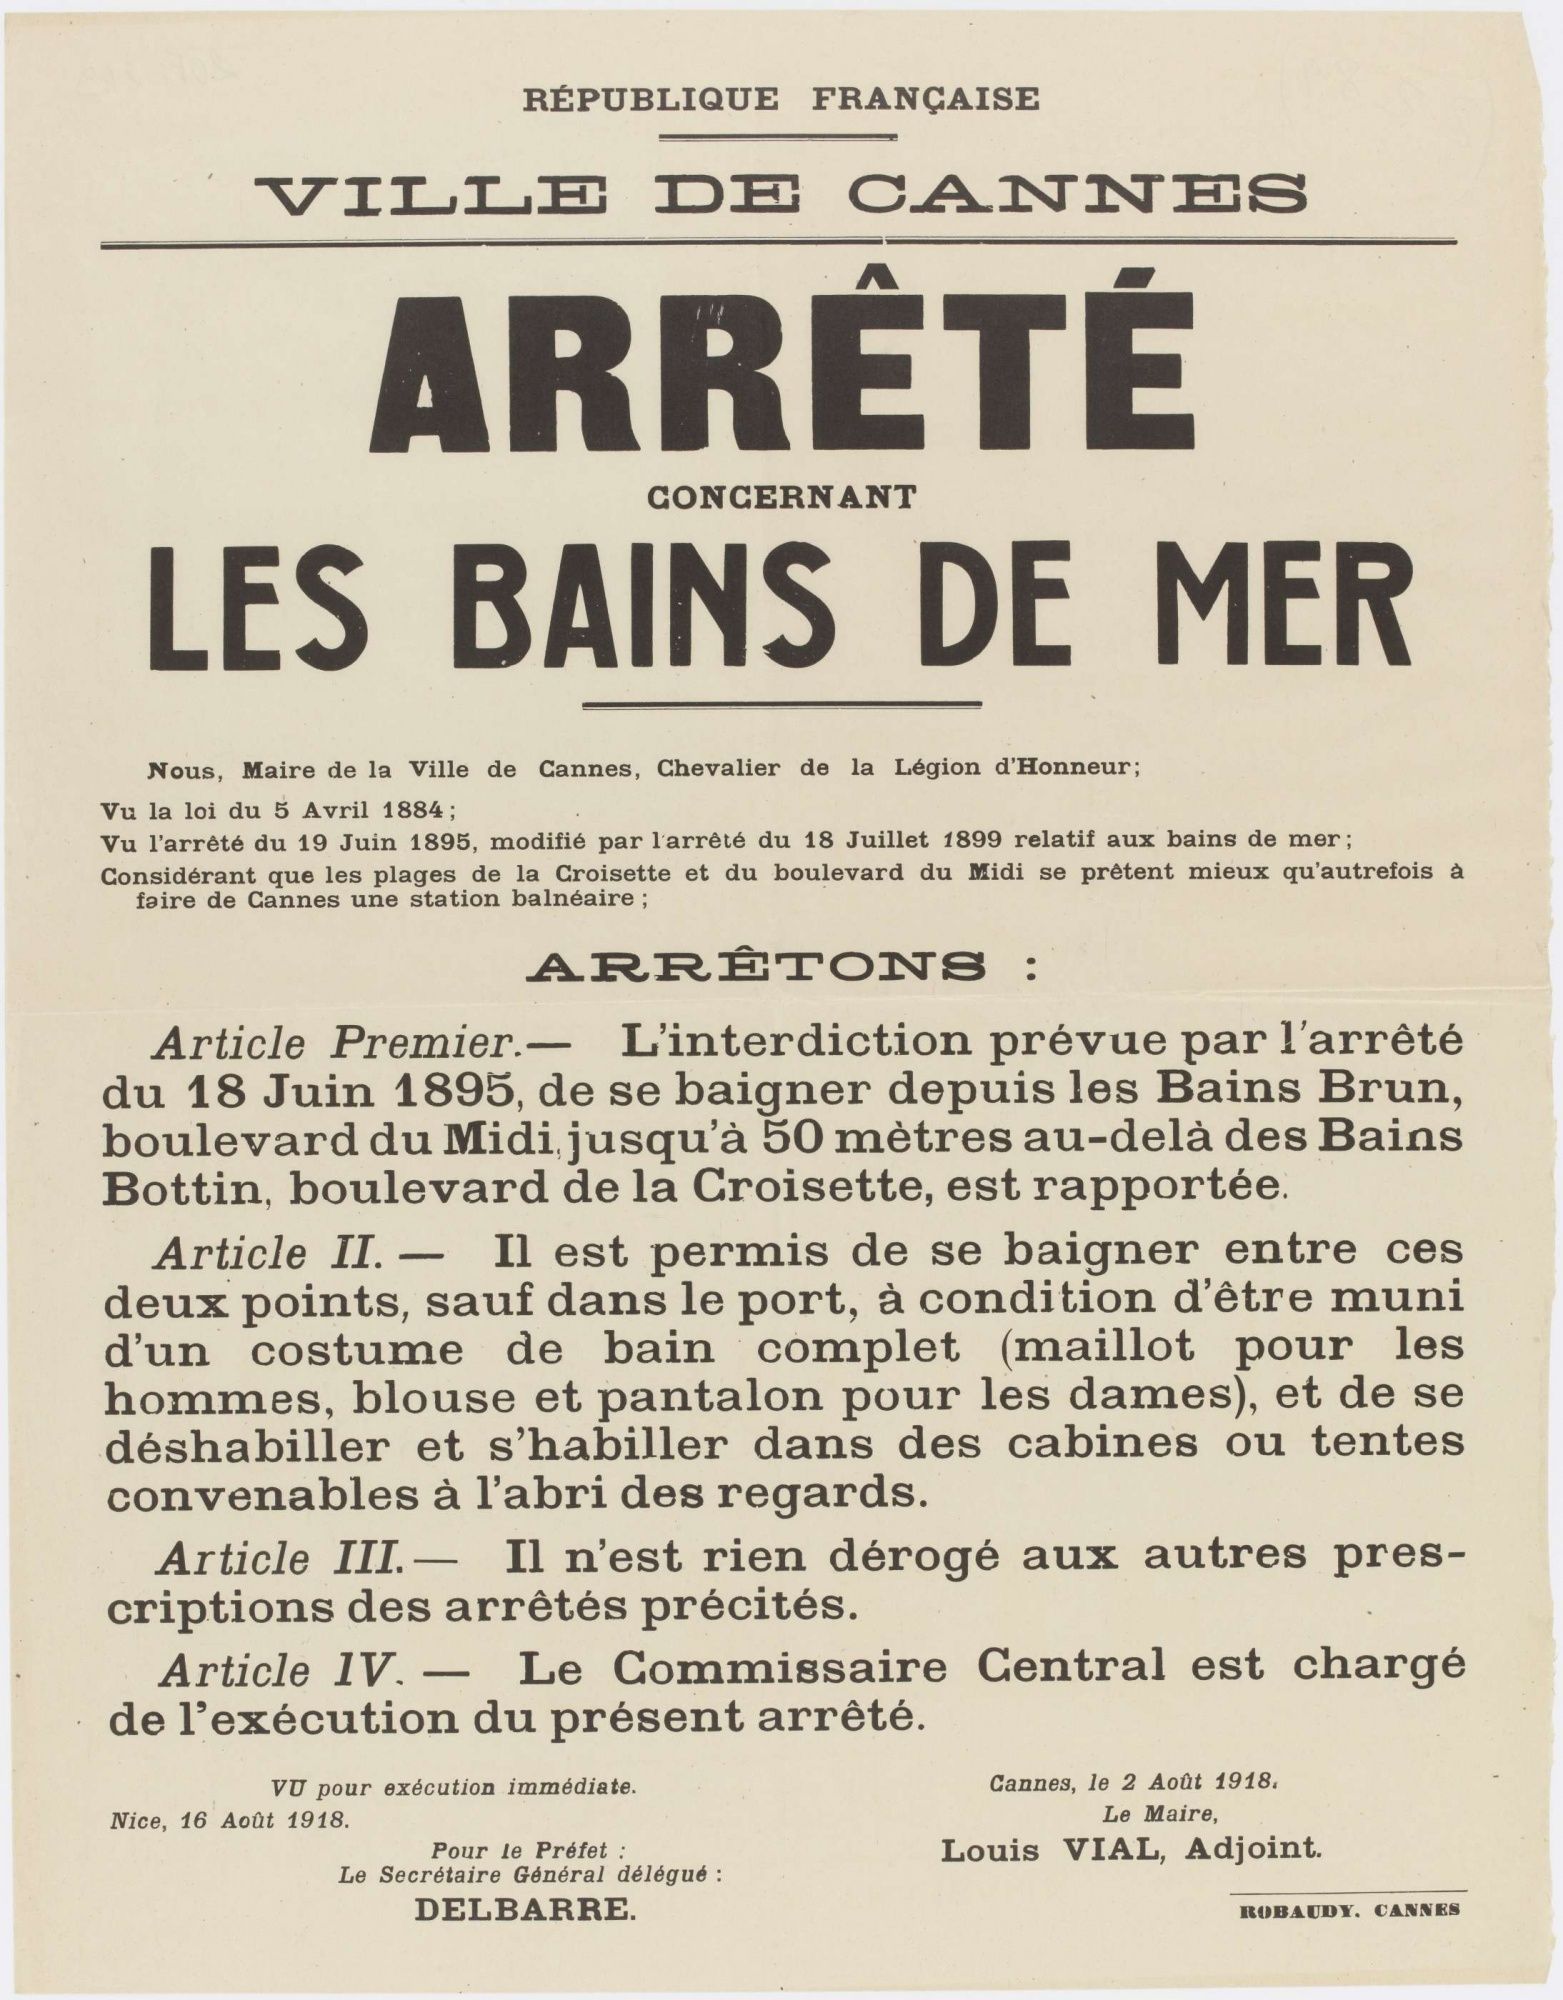 RÉPUBLIQUE FRANÇAISE
VILLE DE CANNES
ARRÊTÉ
CONCERNANT
LES BAINS DE MER
Nous, Maire de la Ville de Cannes, Chevalier de la Légion d'Honneur;
Vu la loi du 5 Avril 1884;
Vu l'arrêté du 19 Juin 1895, modifié par l'arrêté du 18 Juillet 1899 relatif aux bains de mer;
Considérant que les plages de la Croisette et du boulevard du Midi se prêtent mieux qu'autrefois à
faire de Cannes une station balnéaire;
ARRÊTONS :
Article Premier.— L'interdiction prévue par l'arrêté
du 18 Juin 1895, de se baigner depuis les Bains Brun,
boulevard du Midi, jusqu'à 50 mètres au-delà des Bains
Bottin, boulevard de la Croisette, est rapportée.
Article II. — Il est permis de se baigner entre ces
deux points, sauf dans le port, à condition d'être muni
d'un costume de bain complet (maillot pour les
hommes, blouse et pantalon pour les dames), et de se
déshabiller et s'habiller dans des cabines ou tentes
convenables à l'abri des regards.
Article III. — Il n'est rien dérogé aux autres pres-
criptions des arrêtés précités.
Article IV. — Le Commissaire Central est chargé
de l'exécution du présent arrêté.
VU pour exécution immédiate.
Nice, 16 Août 1918.
Pour le Préfet :
Le Secrétaire Général délégué :
DELBARRE.
Cannes, le 2 Août 1918.
Le Maire,
Louis VIAL, Adjoint.
ROBAUDY. CANNES